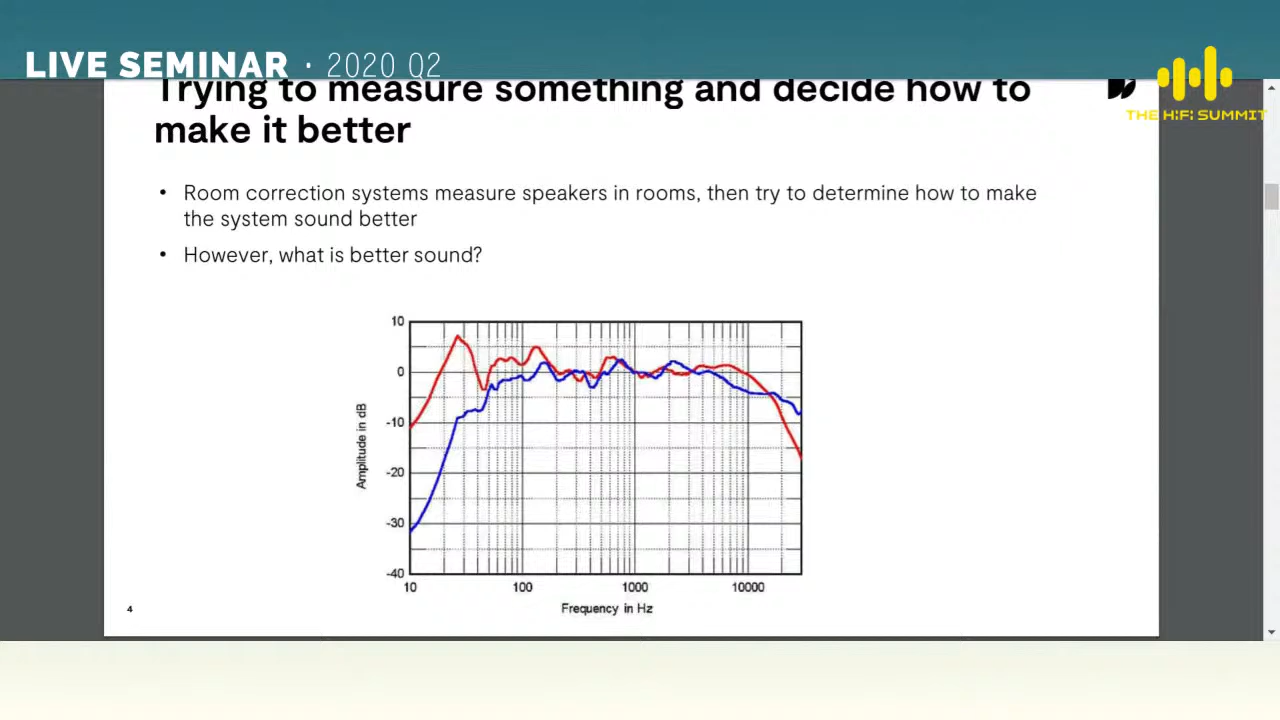 LIVE SEMINAR · 2020 Q2
THE H:F: SUMMIT
Trying to measure something and decide how to
make it better
• Room correction systems measure speakers in rooms, then try to determine how to make
the system sound better
• However, what is better sound?
10
0
-10
-20
-30
-40
Amplitude in dB
10 100 1000 10000
Frequency in Hz
4